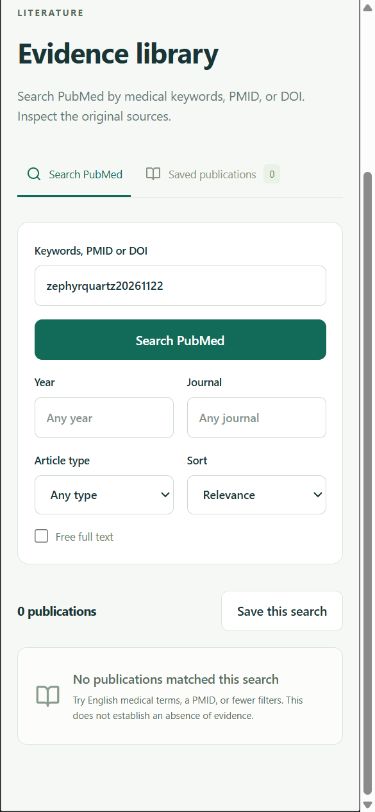 LITERATURE
Evidence library
Search PubMed by medical keywords, PMID, or DOI.
Inspect the original sources.
Search PubMed
Saved publications 0
Keywords, PMID or DOI
zephyrquartz20261122
Search PubMed
Year
Journal
Any year
Any journal
Article type
Sort
Any type
Relevance
Free full text
0 publications
Save this search
No publications matched this search
Try English medical terms, a PMID, or fewer filters. This
does not establish an absence of evidence.